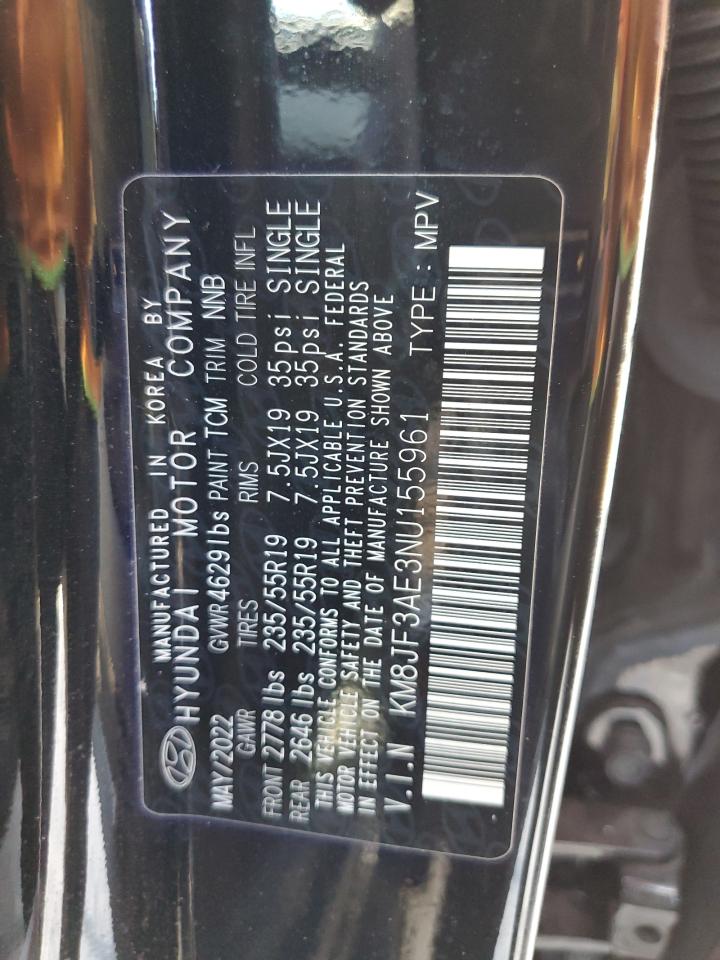 MANUFACTURED IN KOREA BY
HYUNDAI MOTOR COMPANY
MAY/2022 GVWR 4629 lbs PAINT TCM TRIM NNB
GAWR TIRES RIMS COLD TIRE INFL
FRONT 2778 lbs 235/55R19 7.5JX19 35psi SINGLE
REAR 2646 lbs 235/55R19 7.5JX19 35psi SINGLE
THIS VEHICLE CONFORMS TO ALL APPLICABLE U.S.A. FEDERAL
MOTOR VEHICLE SAFETY AND THEFT PREVENTION STANDARDS
IN EFFECT ON THE DATE OF MANUFACTURE SHOWN ABOVE
V.I.N KM8JF3AE3NU155961 TYPE : MPV